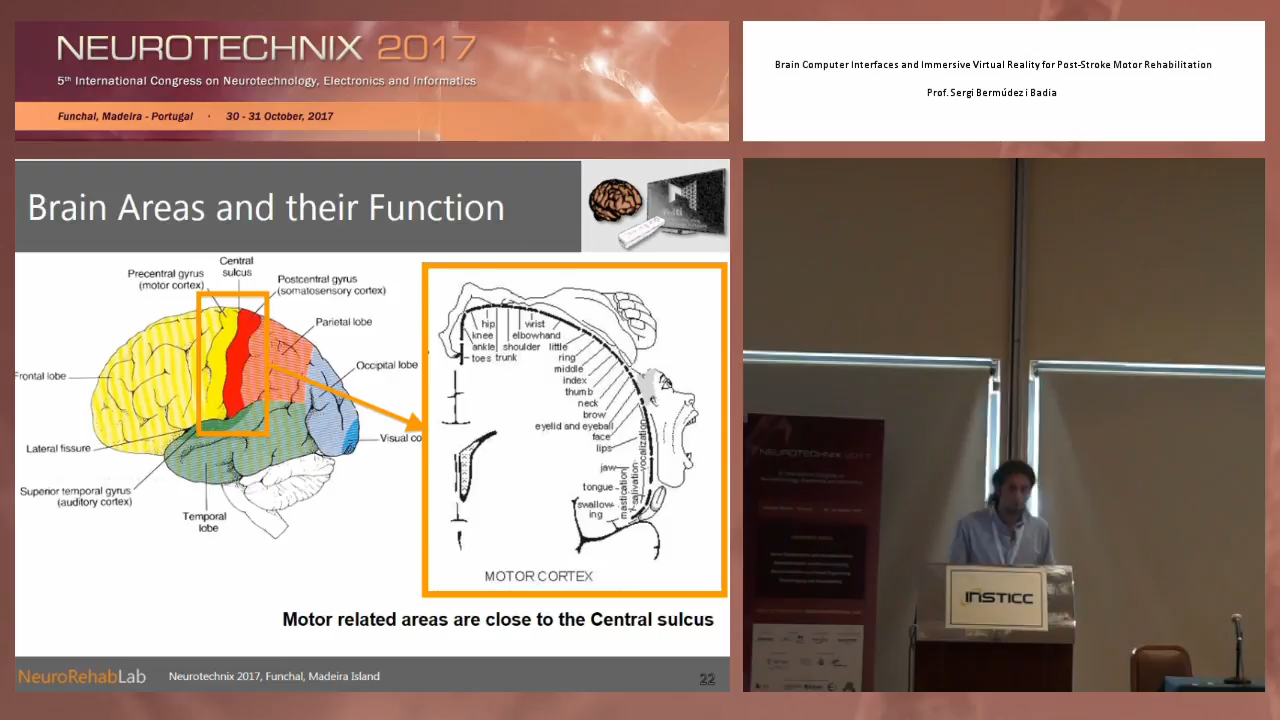 NEUROTECHNIX 2017
5th International Congress on Neurotechnology, Electronics and Informatics
Funchal, Madeira - Portugal · 30 - 31 October, 2017
Brain Computer Interfaces and Immersive Virtual Reality for Post-Stroke Motor Rehabilitation
Prof. Sergi Bermúdez i Badia
Brain Areas and their Function
Central
sulcus
Precentral gyrus
(motor cortex)
Postcentral gyrus
(somatosensory cortex)
Parietal lobe
Occipital lobe
Frontal lobe
Visual co
Lateral fissure
Superior temporal gyrus
(auditory cortex)
Temporal
lobe
hip
knee
ankle
toes
trunk
shoulder
elbow
wrist
hand
little
ring
middle
index
thumb
neck
brow
eyelid and eyeball
face
lips
jaw
tongue
swallow-
ing
mastication
salivation
vocalization
MOTOR CORTEX
Motor related areas are close to the Central sulcus
NeuroRehabLab
Neurotechnix 2017, Funchal, Madeira Island
22
NEUROTECHNIX 2017
INSTICC